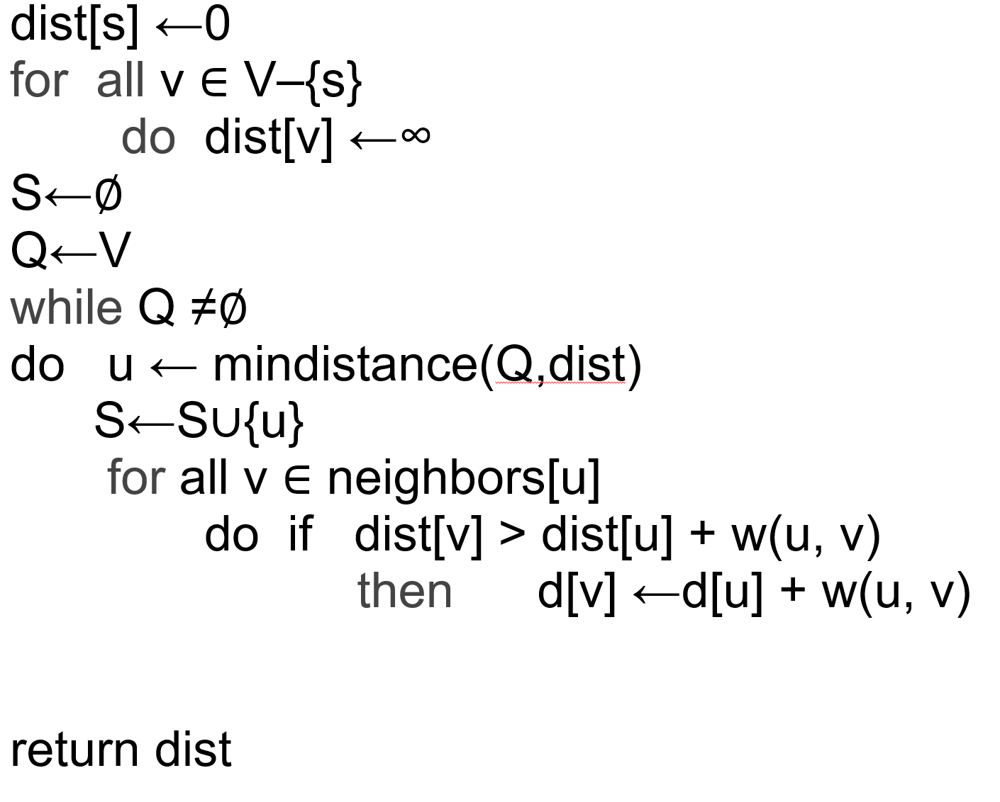 dist[s] ←0
for all v ∈ V–{s}
do dist[v] ←∞
S←∅
Q←V
while Q ≠∅
do u ← mindistance(Q,dist)
S←S∪{u}
for all v ∈ neighbors[u]
do if dist[v] > dist[u] + w(u, v)
then d[v] ←d[u] + w(u, v)
return dist